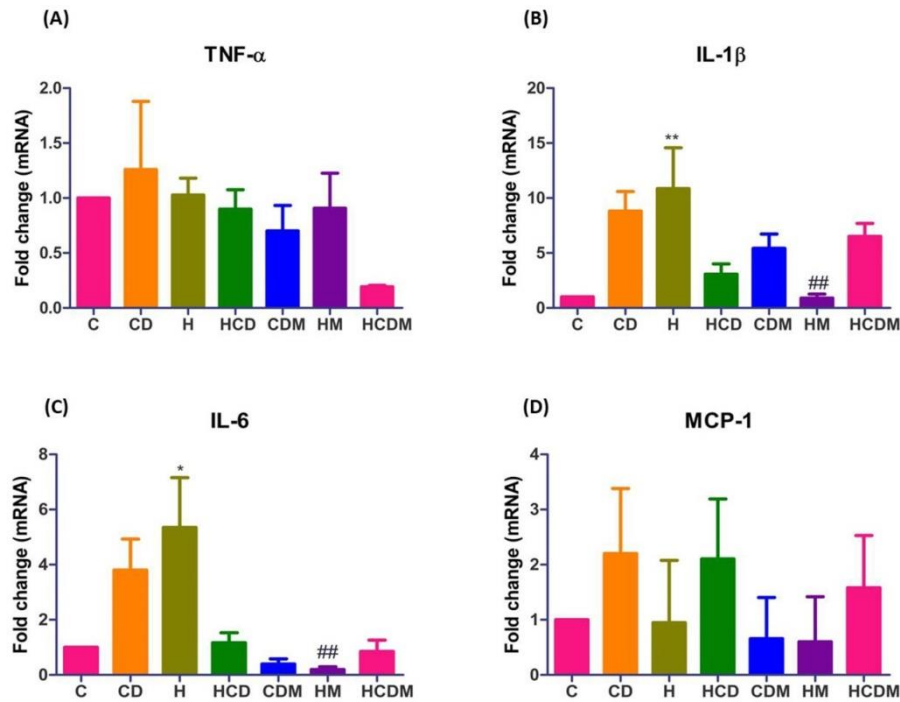 (A)
TNF-α
Fold change (mRNA)
2.0
1.5
1.0
0.5
0.0
C CD H HCD CDM HM HCDM
(B)
IL-1β
Fold change (mRNA)
20
15
10
5
0
**
##
C CD H HCD CDM HM HCDM
(C)
IL-6
Fold change (mRNA)
8
6
4
2
0
*
##
C CD H HCD CDM HM HCDM
(D)
MCP-1
Fold change (mRNA)
4
3
2
1
0
C CD H HCD CDM HM HCDM